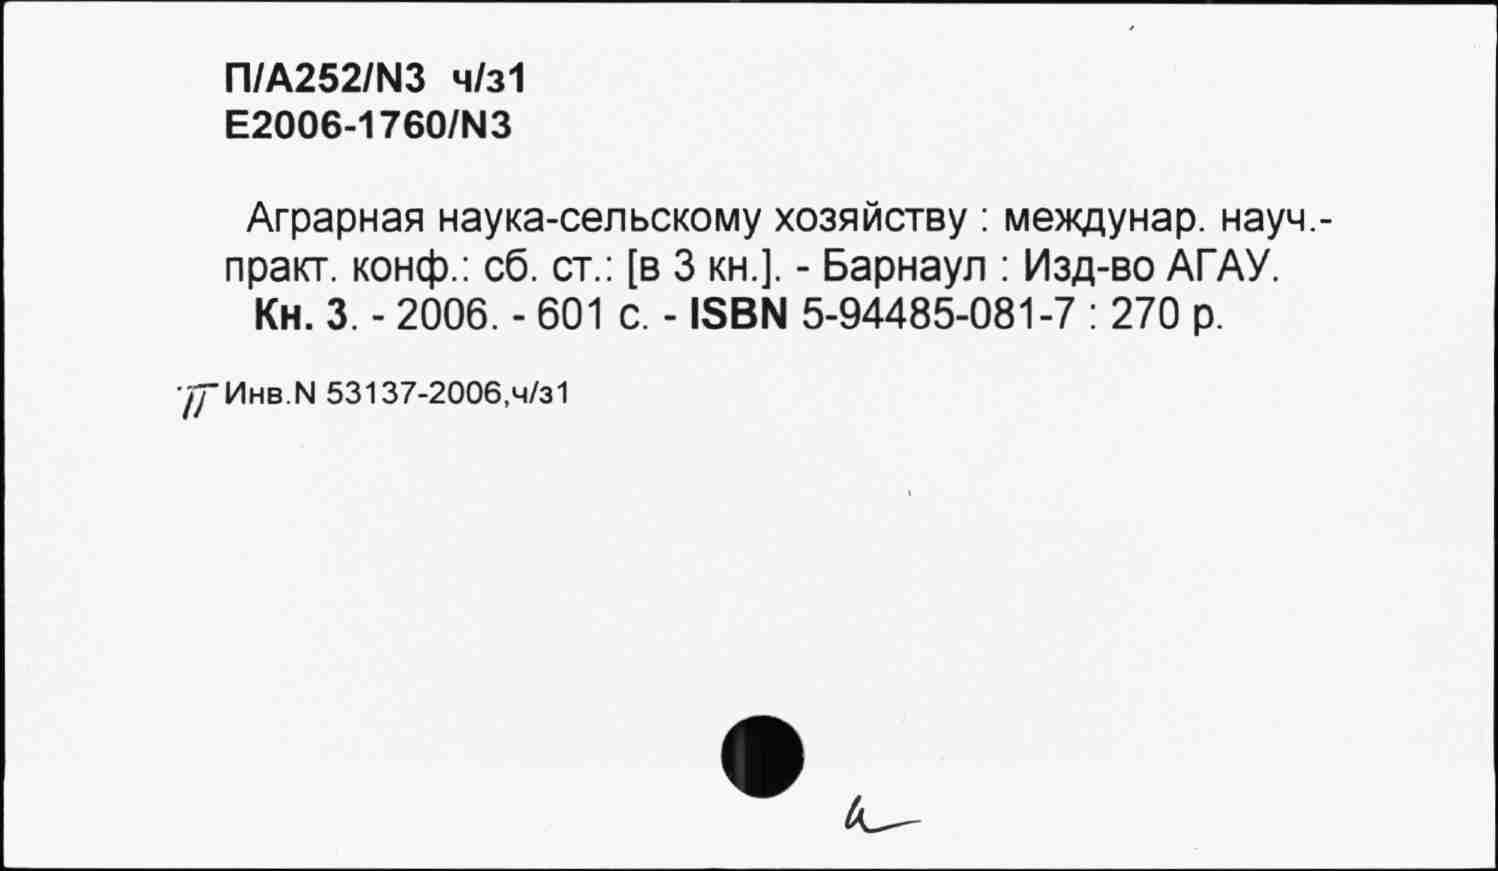 П/А252/N3 ч/з1
Е2006-1760/N3
Аграрная наука-сельскому хозяйству : междунар. науч.-
практ. конф.: сб. ст.: [в 3 кн.]. - Барнаул : Изд-во АГАУ.
Кн. 3. - 2006. - 601 с. - ISBN 5-94485-081-7 : 270 р.
П Инв.N 53137-2006,ч/з1